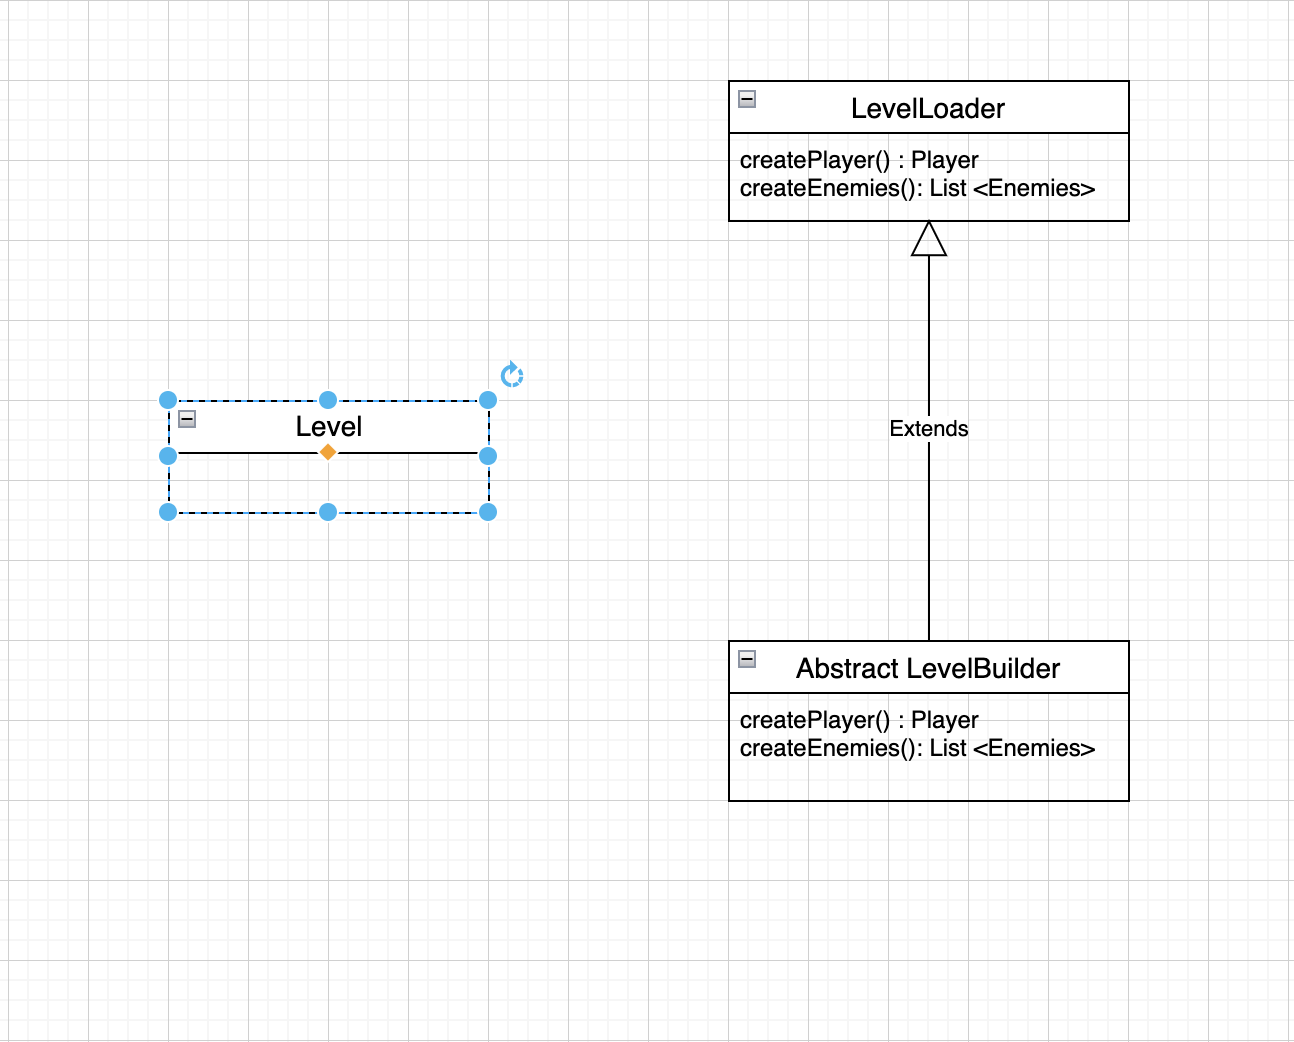 LevelLoader
createPlayer() : Player
createEnemies(): List <Enemies>
Level
Extends
Abstract LevelBuilder
createPlayer() : Player
createEnemies(): List <Enemies>